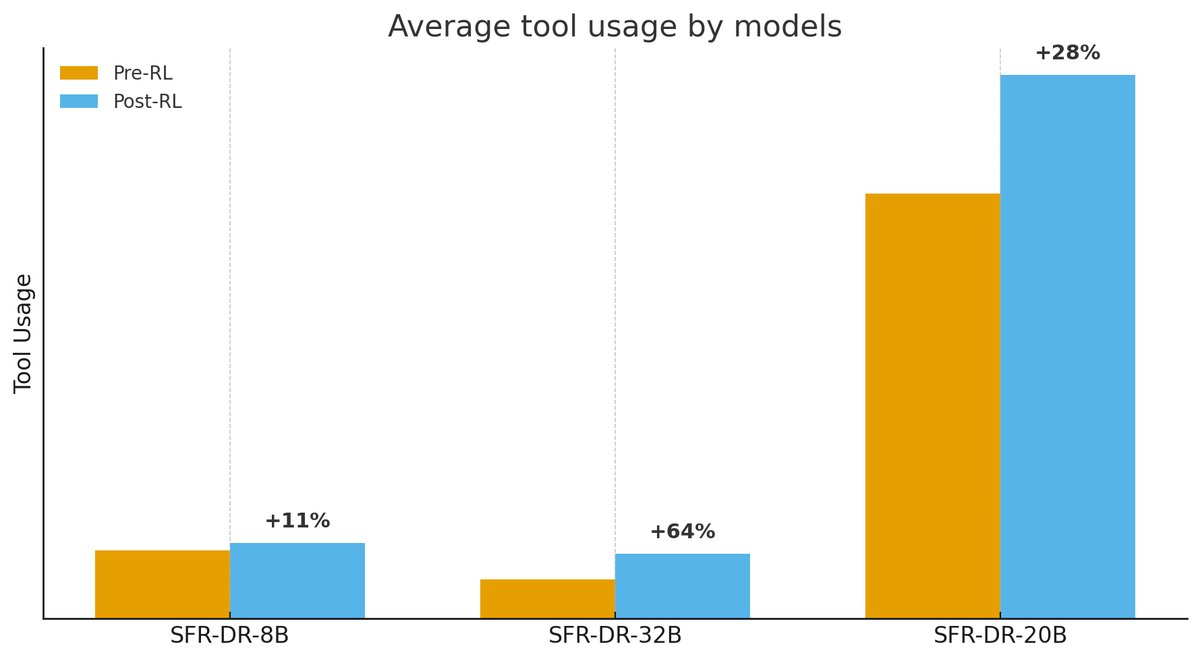 Average tool usage by models
Pre-RL
Post-RL
Tool Usage
+11%
+64%
+28%
SFR-DR-8B
SFR-DR-32B
SFR-DR-20B